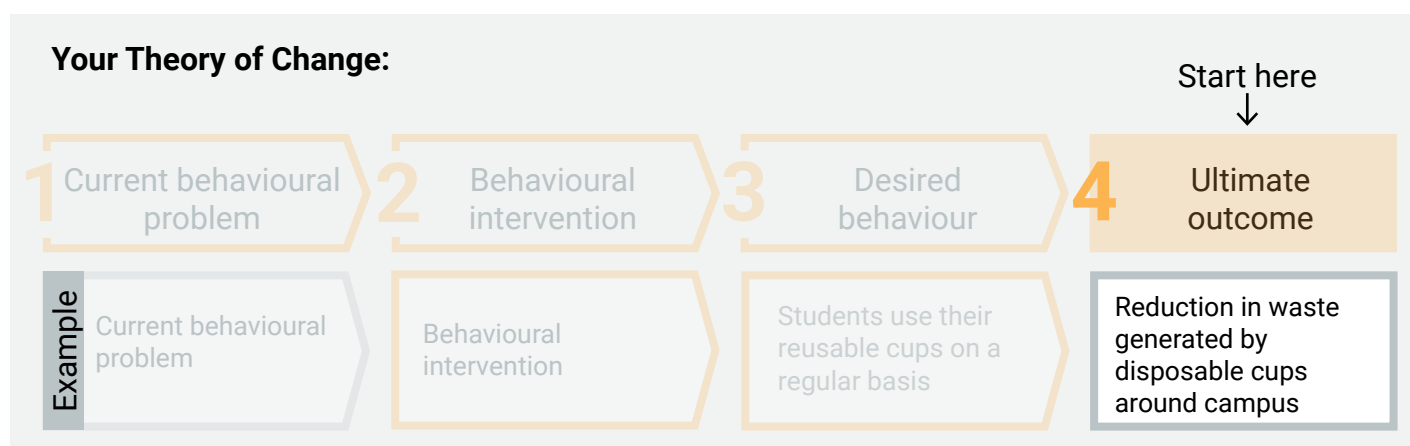 Your Theory of Change:
Start here
1
Current behavioural
problem
2
Behavioural
intervention
3
Desired
behaviour
4
Ultimate
outcome
Example
Current behavioural
problem
Behavioural
intervention
Students use their
reusable cups on a
regular basis
Reduction in waste
generated by
disposable cups
around campus